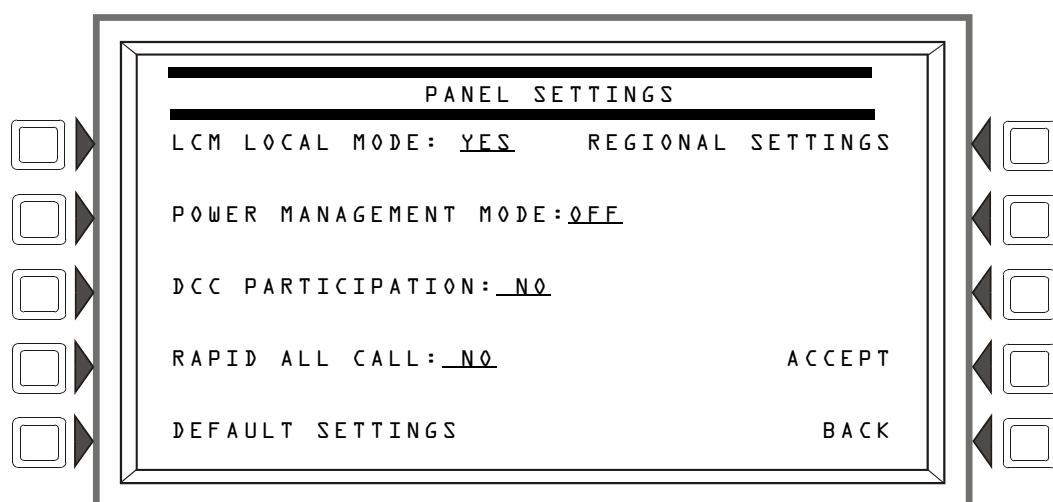 PANEL SETTINGS
LCM LOCAL MODE: YES REGIONAL SETTINGS
POWER MANAGEMENT MODE:OFF
DCC PARTICIPATION: NO
RAPID ALL CALL: NO ACCEPT
DEFAULT SETTINGS BACK